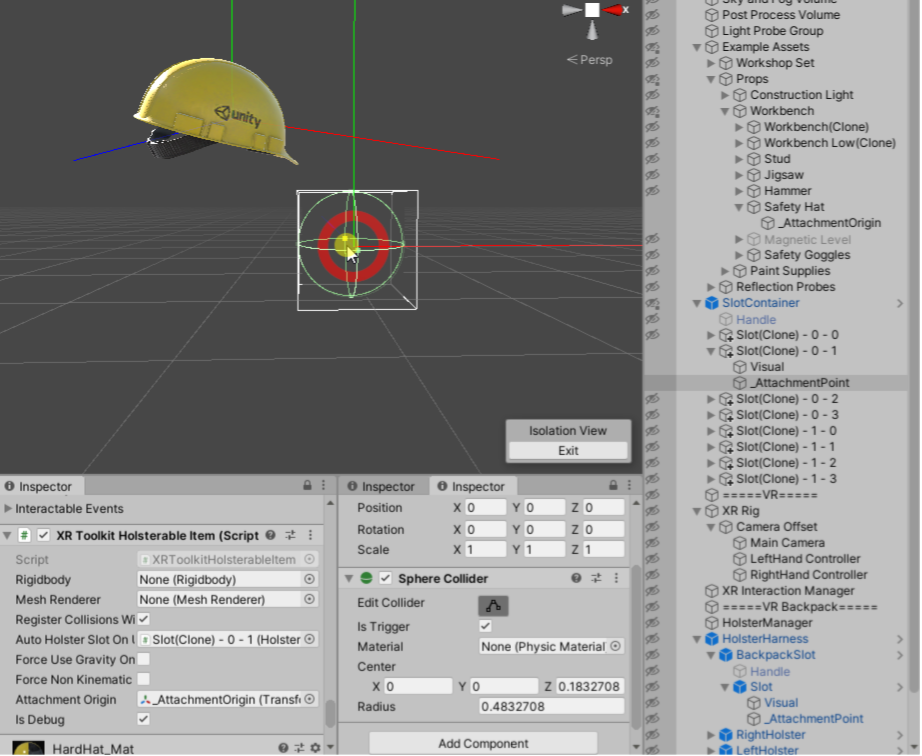 x
Persp
unity
Isolation View
Exit
Post Process Volume
Light Probe Group
Example Assets
Workshop Set
Props
Construction Light
Workbench
Workbench(Clone)
Workbench Low(Clone)
Stud
Jigsaw
Hammer
Safety Hat
_AttachmentOrigin
Magnetic Level
Safety Goggles
Paint Supplies
Reflection Probes
SlotContainer
Handle
Slot(Clone) - 0 - 0
Slot(Clone) - 0 - 1
Visual
_AttachmentPoint
Slot(Clone) - 0 - 2
Slot(Clone) - 0 - 3
Slot(Clone) - 1 - 0
Slot(Clone) - 1 - 1
Slot(Clone) - 1 - 2
Slot(Clone) - 1 - 3
=====VR=====
XR Rig
Camera Offset
Main Camera
LeftHand Controller
RightHand Controller
XR Interaction Manager
=====VR Backpack=====
HolsterManager
HolsterHarness
BackpackSlot
Handle
Slot
Visual
_AttachmentPoint
RightHolster
LeftHolster
Inspector
Interactable Events
XR Toolkit Holsterable Item (Script
Script XRToolkitHolsterableItem
Rigidbody None (Rigidbody)
Mesh Renderer None (Mesh Renderer)
Register Collisions Wi
Auto Holster Slot On Slot(Clone) - 0 - 1 (Holster
Force Use Gravity On
Force Non Kinematic
Attachment Origin _AttachmentOrigin (Transf
Is Debug
HardHat_Mat
Inspector Inspector
Position X 0 Y 0 Z 0
Rotation X 0 Y 0 Z 0
Scale X 1 Y 1 Z 1
Sphere Collider
Edit Collider
Is Trigger
Material None (Physic Material
Center
X 0 Y 0 Z 0.1832708
Radius 0.4832708
Add Component